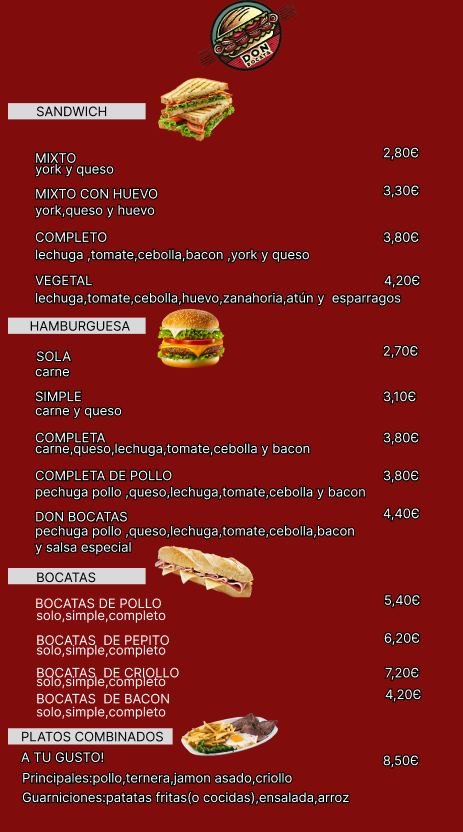 DON
BOCATA
SANDWICH
MIXTO 2,80€
york y queso
MIXTO CON HUEVO 3,30€
york,queso y huevo
COMPLETO 3,80€
lechuga ,tomate,cebolla,bacon ,york y queso
VEGETAL 4,20€
lechuga,tomate,cebolla,huevo,zanahoria,atún y esparragos
HAMBURGUESA
SOLA 2,70€
carne
SIMPLE 3,10€
carne y queso
COMPLETA 3,80€
carne,queso,lechuga,tomate,cebolla y bacon
COMPLETA DE POLLO 3,80€
pechuga pollo ,queso,lechuga,tomate,cebolla y bacon
DON BOCATAS 4,40€
pechuga pollo ,queso,lechuga,tomate,cebolla,bacon
y salsa especial
BOCATAS
BOCATAS DE POLLO 5,40€
solo,simple,completo
BOCATAS DE PEPITO 6,20€
solo,simple,completo
BOCATAS DE CRIOLLO 7,20€
solo,simple,completo
BOCATAS DE BACON 4,20€
solo,simple,completo
PLATOS COMBINADOS
A TU GUSTO! 8,50€
Principales:pollo,ternera,jamon asado,criollo
Guarniciones:patatas fritas(o cocidas),ensalada,arroz